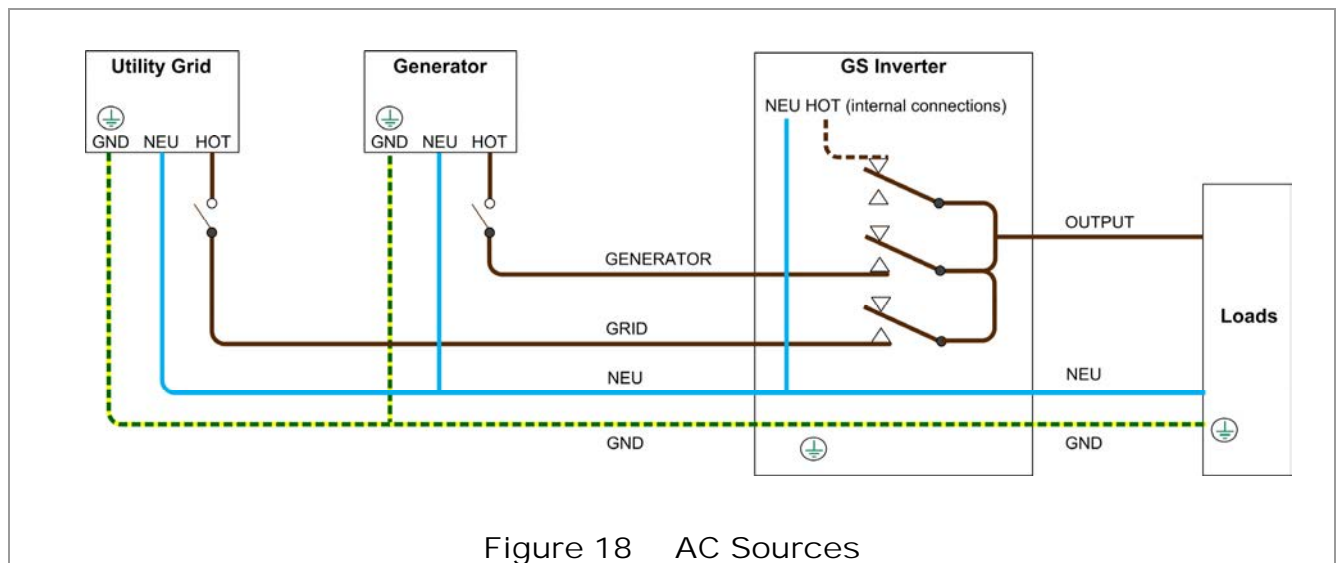 Utility Grid
GND NEU HOT
Generator
GND NEU HOT
GS Inverter
NEU HOT (internal connections)
GENERATOR
GRID
NEU
GND
OUTPUT
NEU
GND
Loads
Figure 18 AC Sources